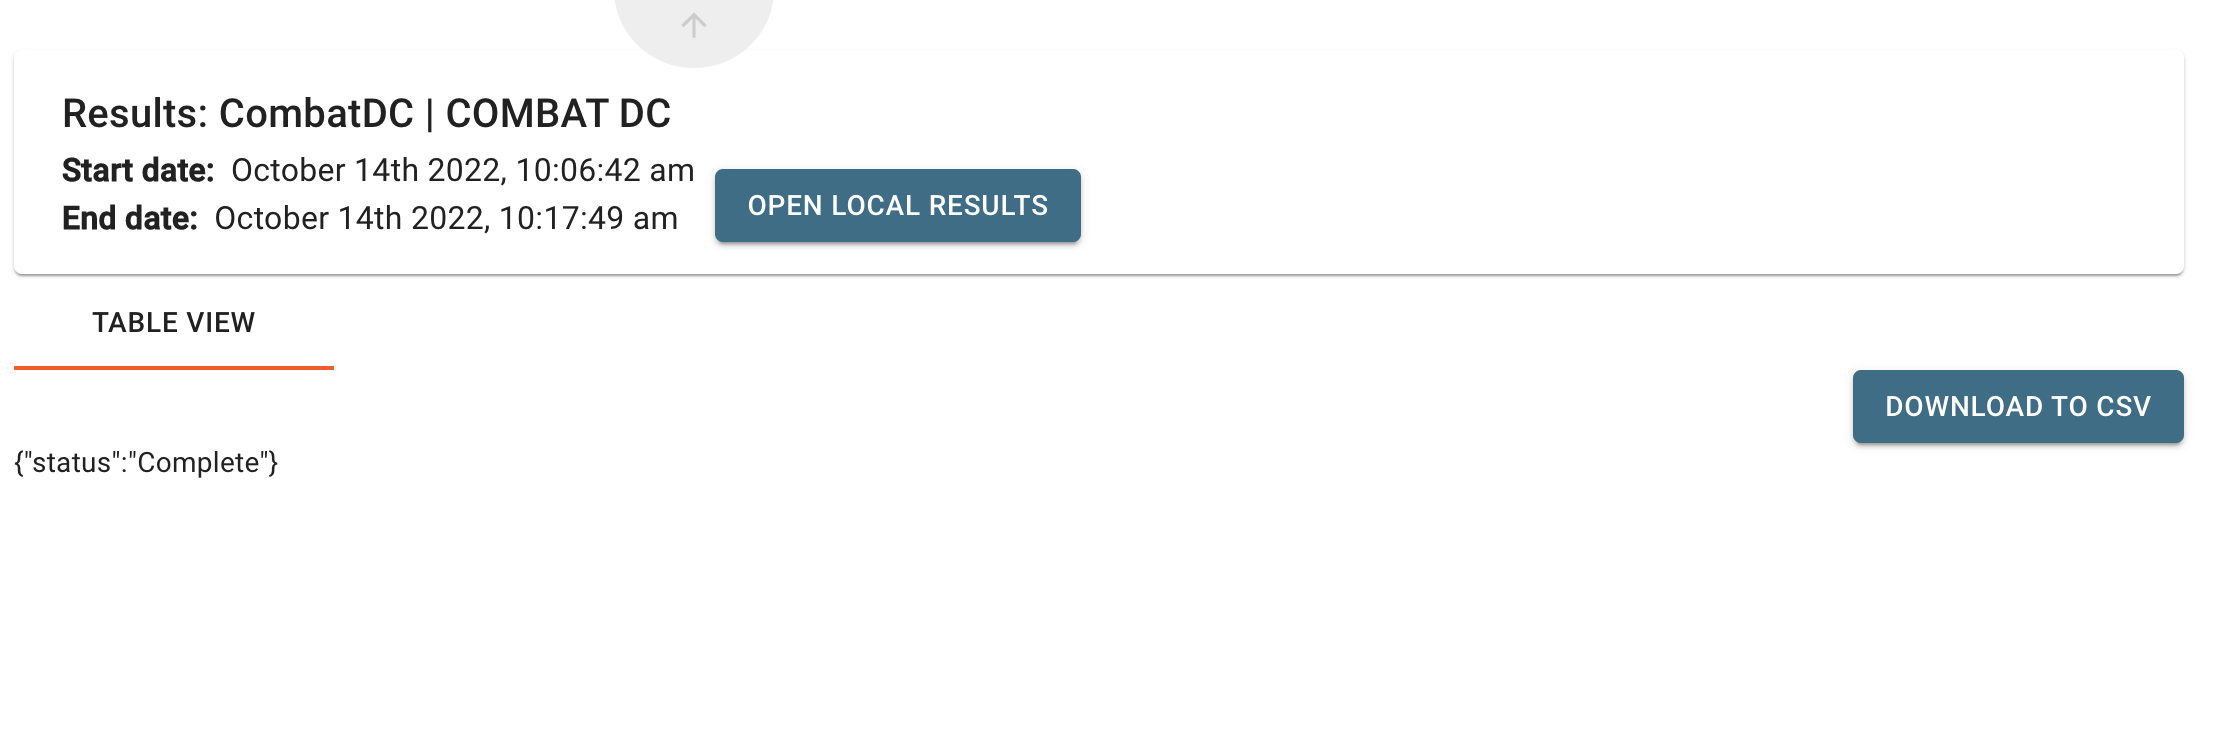 Results: CombatDC | COMBAT DC
Start date: October 14th 2022, 10:06:42 am
End date: October 14th 2022, 10:17:49 am
OPEN LOCAL RESULTS
TABLE VIEW
DOWNLOAD TO CSV
{"status":"Complete"}